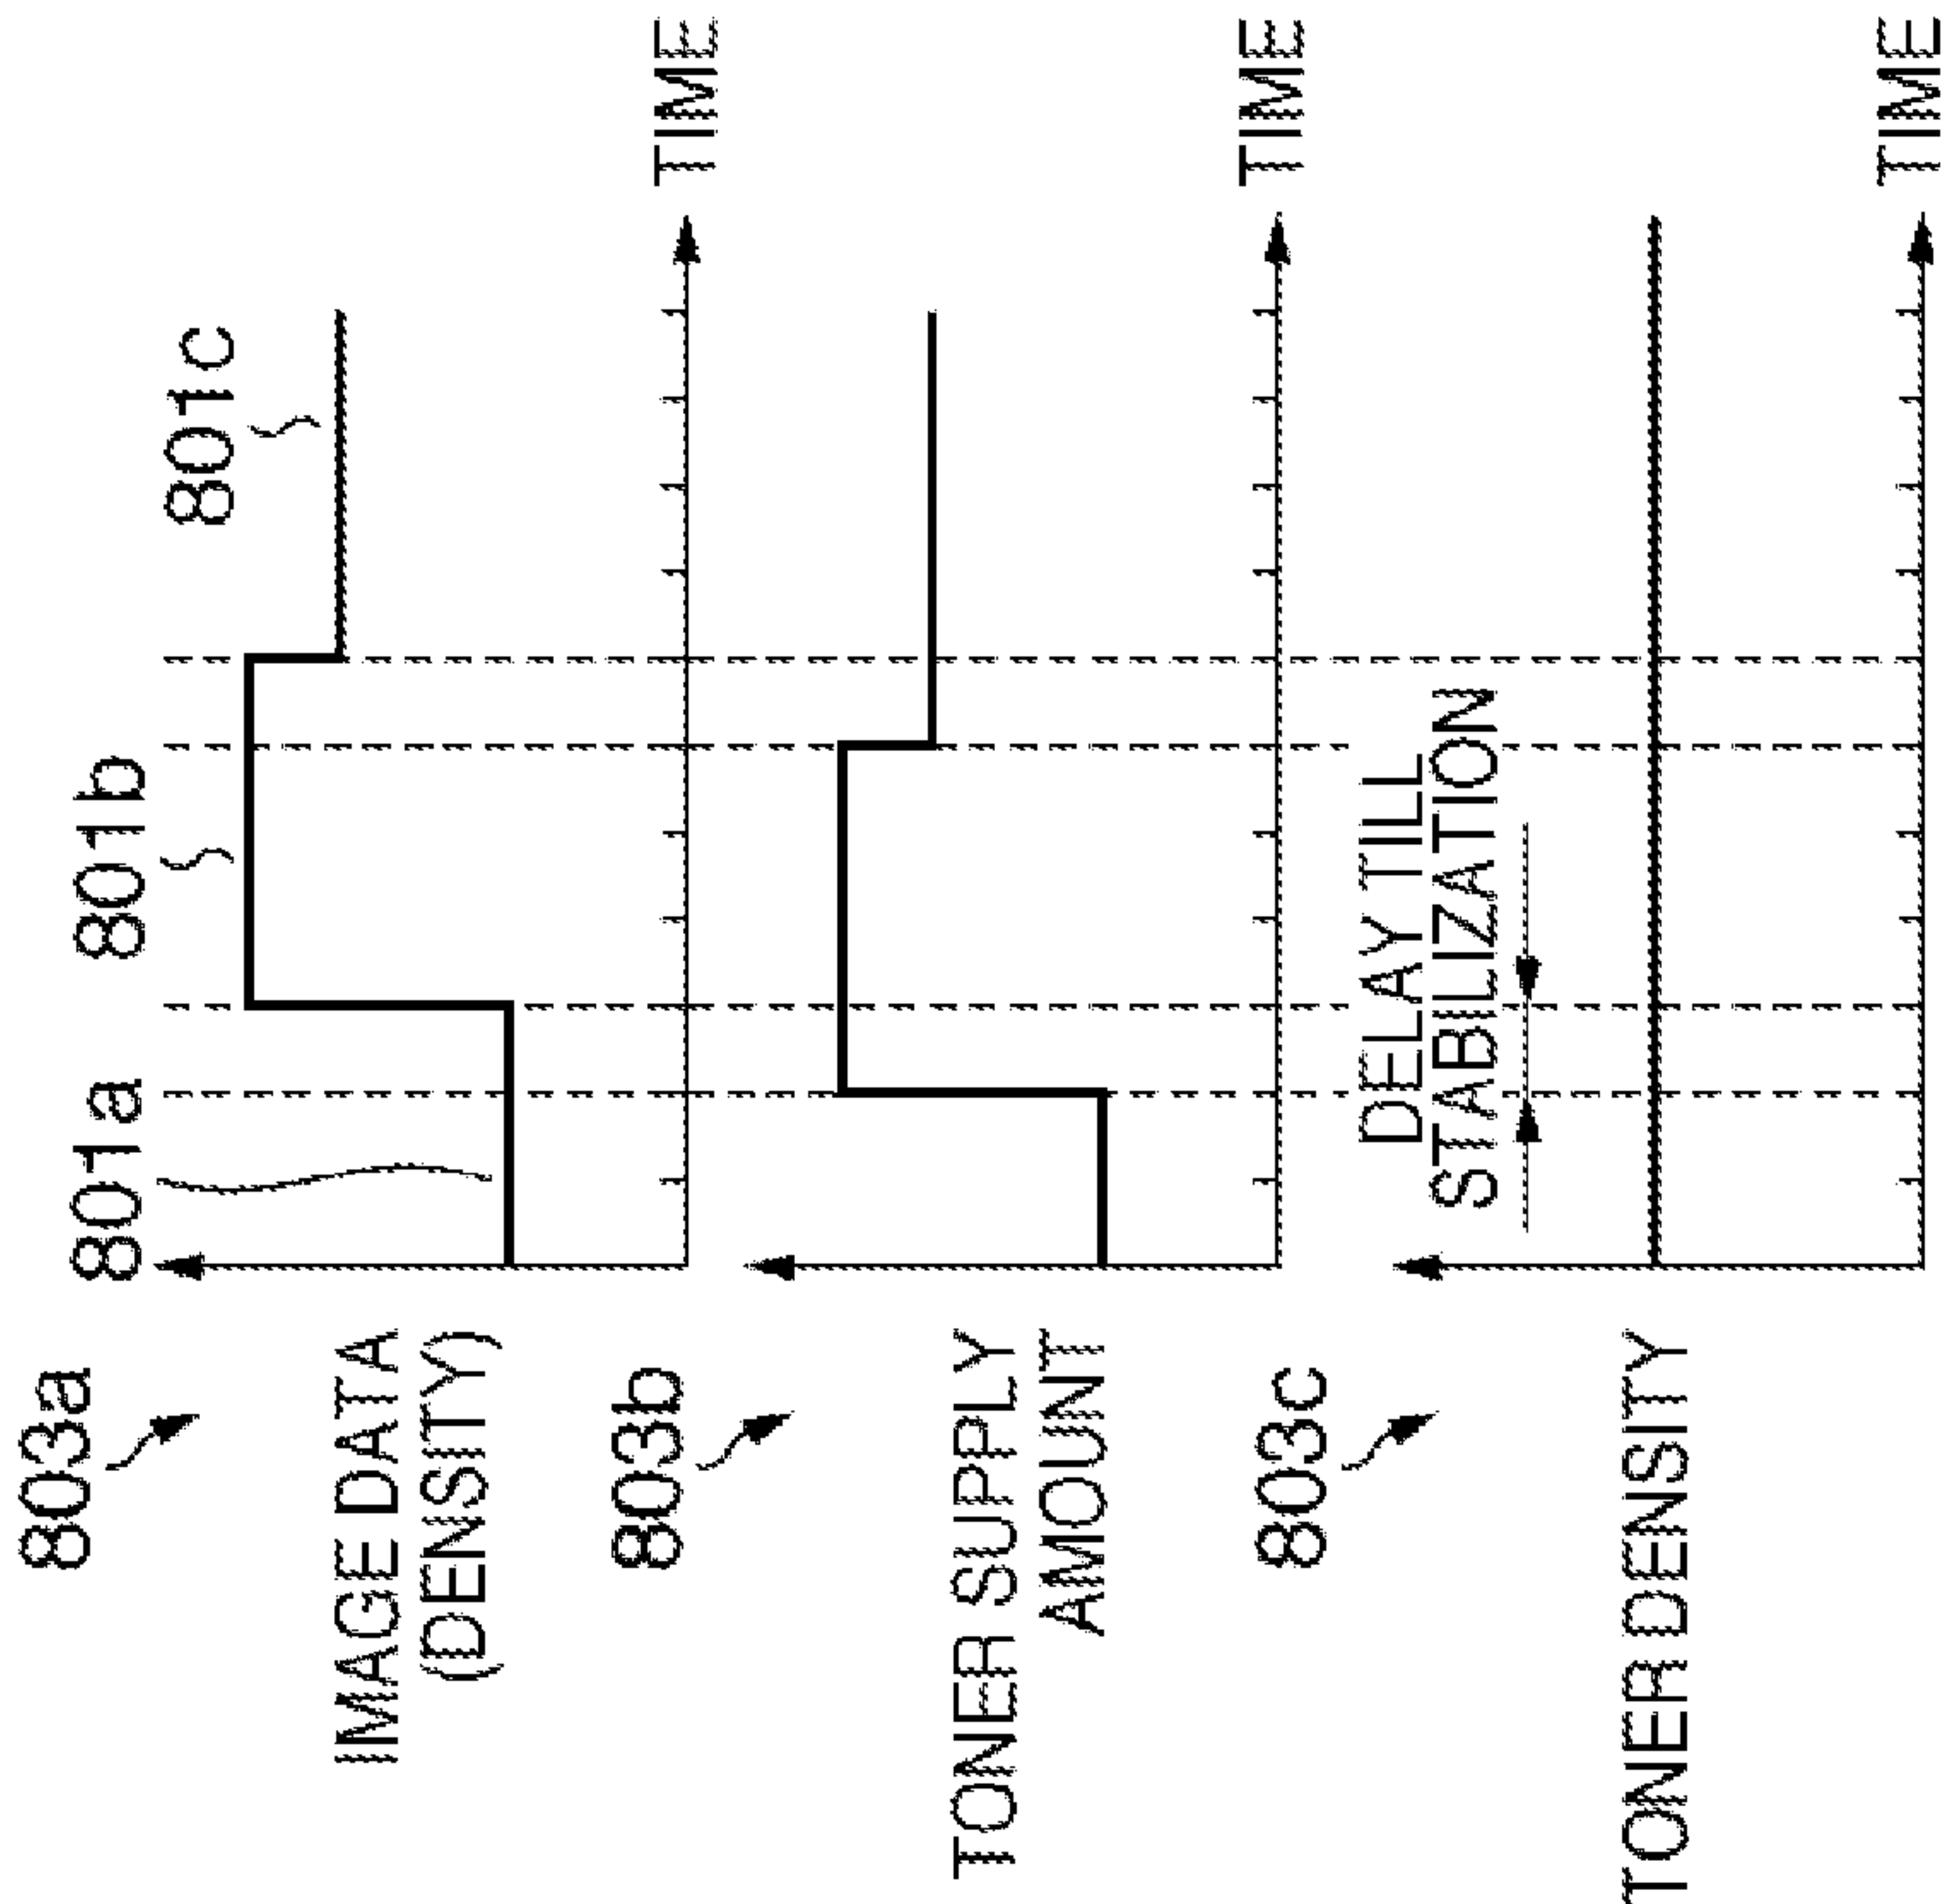 803a
801a
801b
801c
IMAGE DATA
(DENSITY)
TIME
803b
TONER SUPPLY
AMOUNT
TIME
803c
DELAY TILL
STABILIZATION
TONER DENSITY
TIME